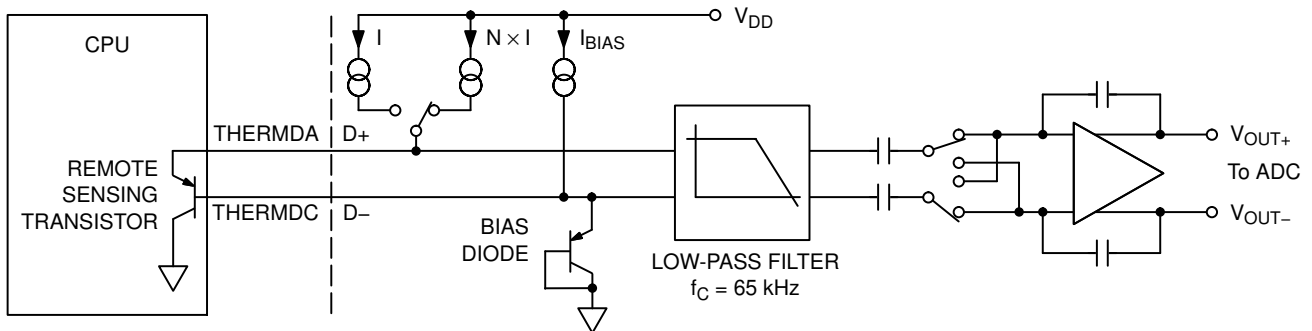 CPU
I
N × I
I_BIAS
V_DD
THERMDA
D+
REMOTE
SENSING
TRANSISTOR
THERMDC
D−
BIAS
DIODE
LOW-PASS FILTER
f_C = 65 kHz
V_OUT+
To ADC
V_OUT−